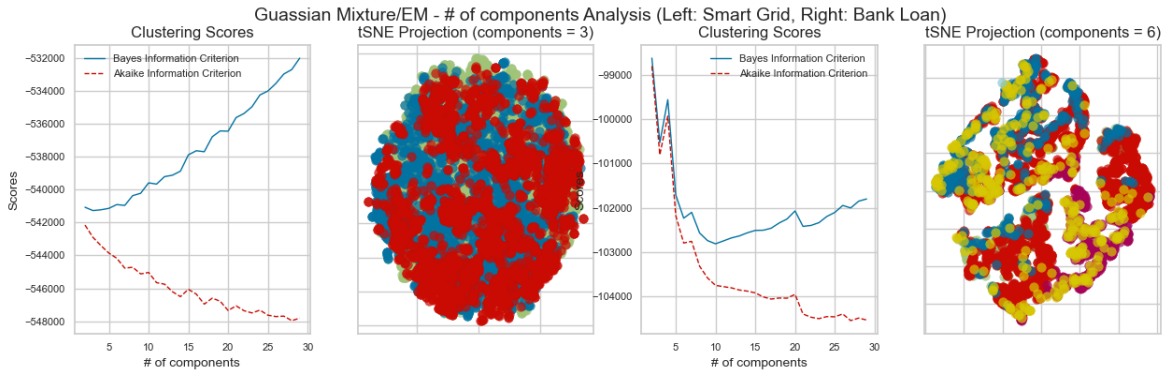 Guassian Mixture/EM - # of components Analysis (Left: Smart Grid, Right: Bank Loan)
Clustering Scores
Bayes Information Criterion
Akaike Information Criterion
−532000
−534000
−536000
−538000
−540000
−542000
−544000
−546000
−548000
Scores
5 10 15 20 25 30
# of components
tSNE Projection (components = 3)
Clustering Scores
Bayes Information Criterion
Akaike Information Criterion
−99000
−100000
−101000
−102000
−103000
−104000
Scores
5 10 15 20 25 30
# of components
tSNE Projection (components = 6)